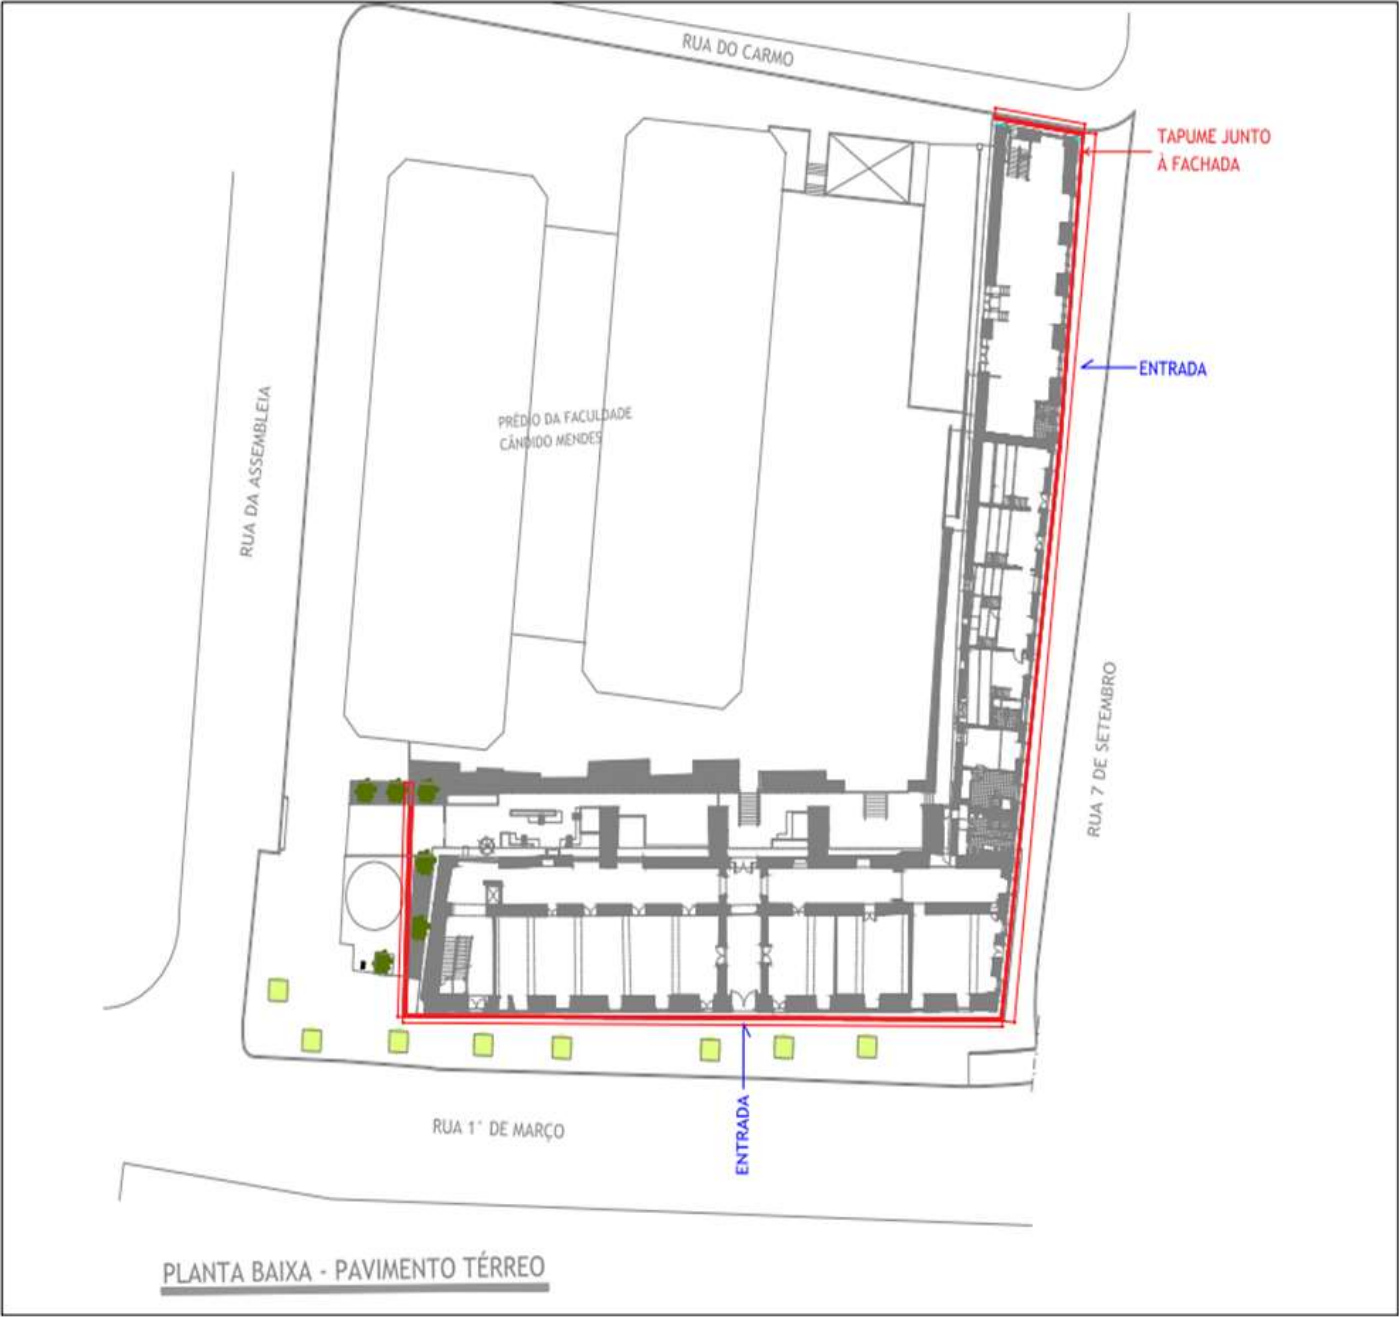 RUA DO CARMO
TAPUME JUNTO
À FACHADA
ENTRADA
PRÉDIO DA FACULDADE
CÂNDIDO MENDES
RUA DA ASSEMBLEIA
RUA 7 DE SETEMBRO
ENTRADA
RUA 1° DE MARÇO
PLANTA BAIXA - PAVIMENTO TÉRREO